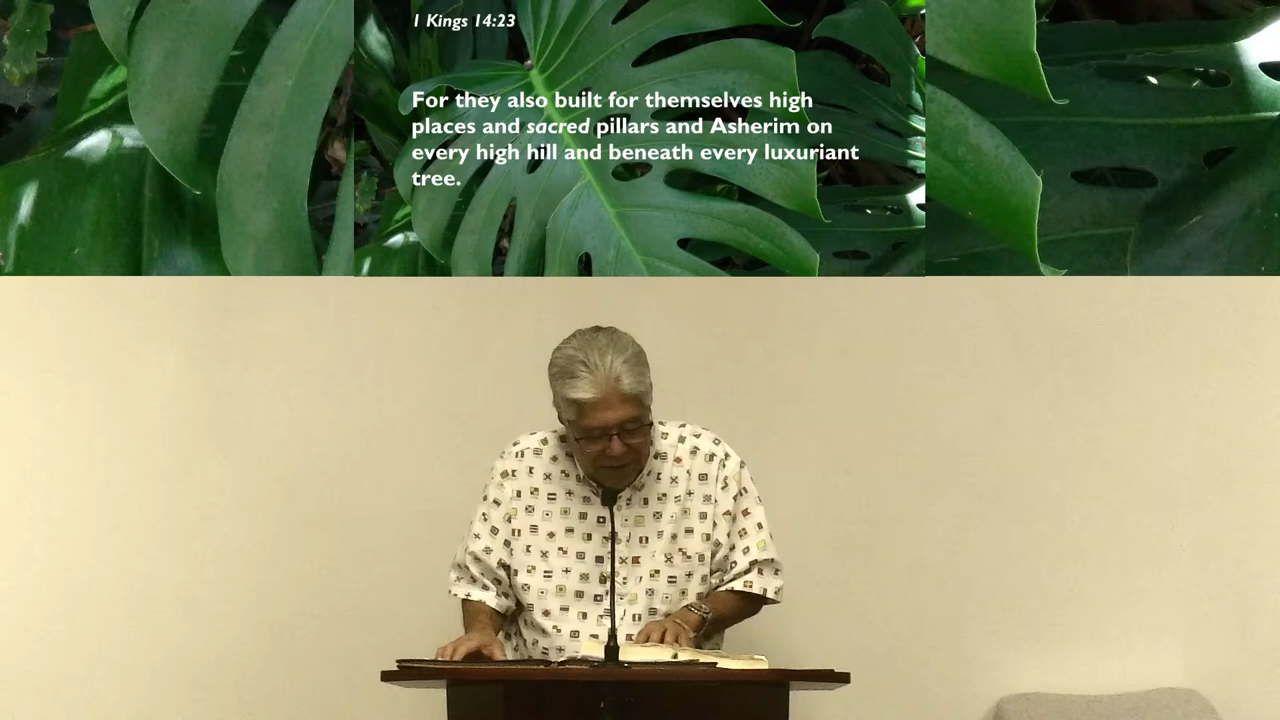 1 Kings 14:23
For they also built for themselves high
places and sacred pillars and Asherim on
every high hill and beneath every luxuriant
tree.